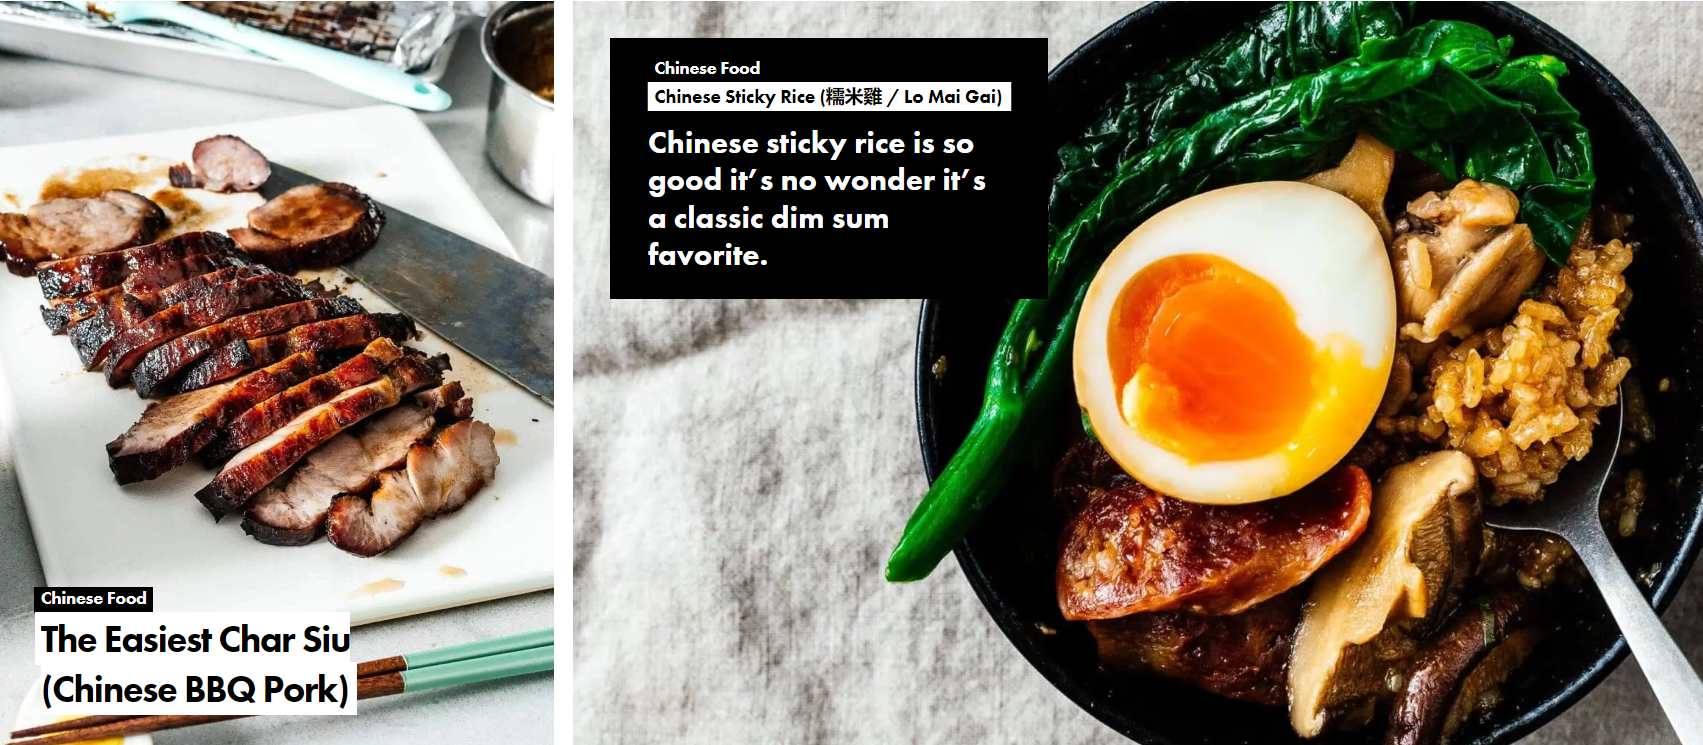 Chinese Food
The Easiest Char Siu
(Chinese BBQ Pork)
Chinese Food
Chinese Sticky Rice (糯米雞 / Lo Mai Gai)
Chinese sticky rice is so
good it’s no wonder it’s
a classic dim sum
favorite.